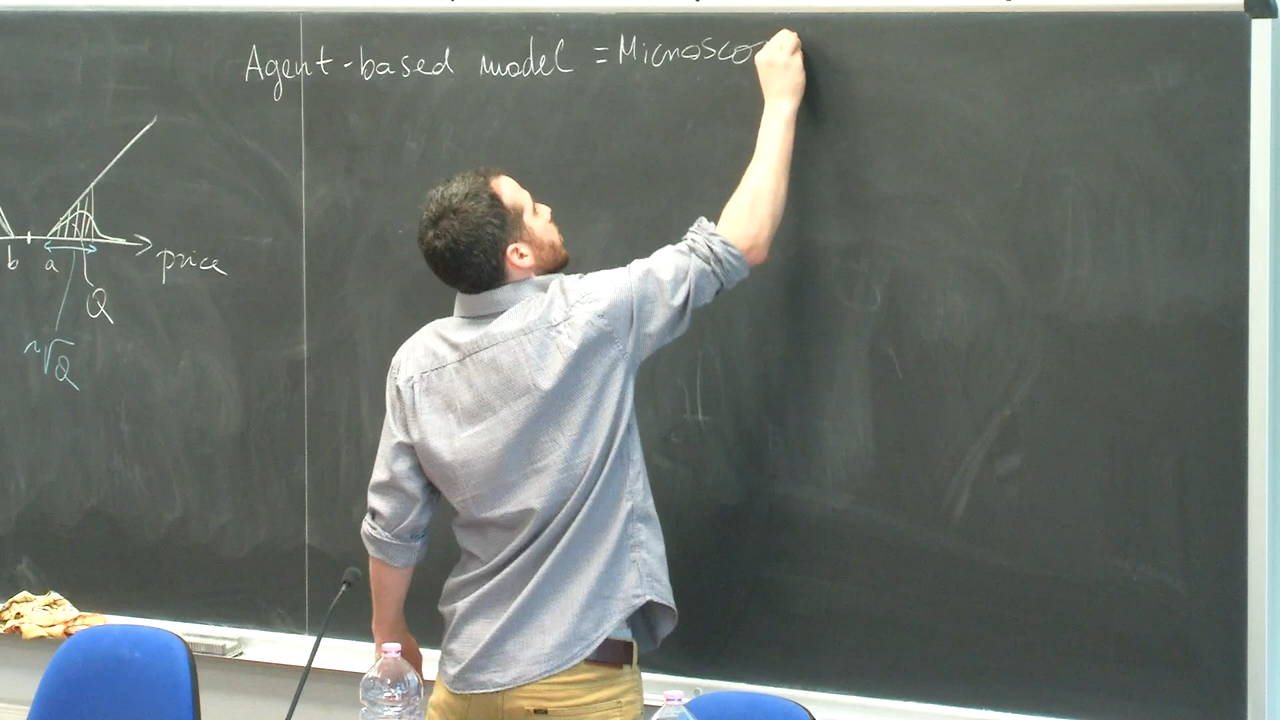 Agent-based model = Microsco
b a price
Q
~√Q